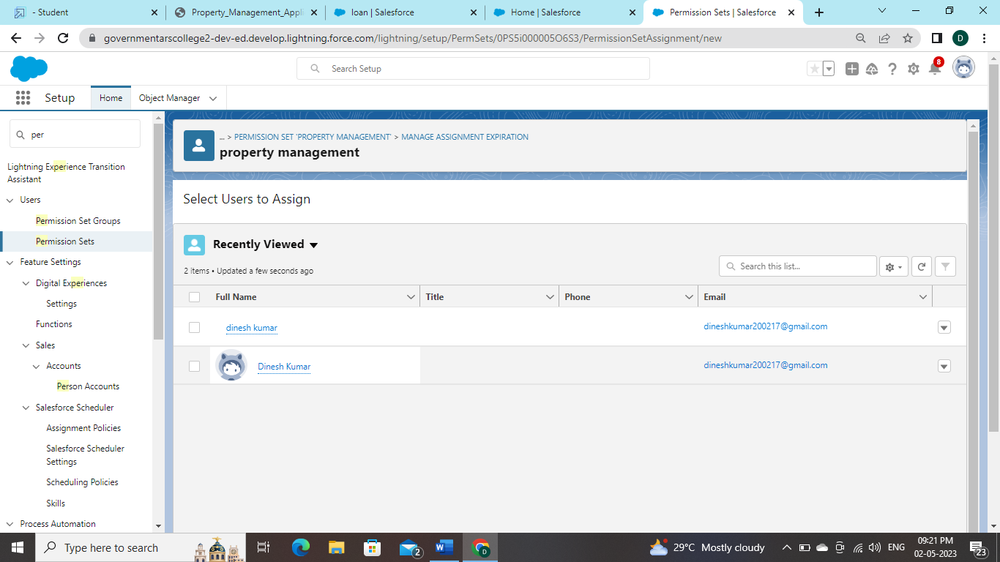 - Student
Property_Management_Appli
loan | Salesforce
Home | Salesforce
Permission Sets | Salesforce
governmentarscollege2-dev-ed.develop.lightning.force.com/lightning/setup/PermSets/0PS5i000005O6S3/PermissionSetAssignment/new
D
Search Setup
8
Setup
Home
Object Manager
per
Lightning Experience Transition
Assistant
Users
Permission Set Groups
Permission Sets
Feature Settings
Digital Experiences
Settings
Functions
Sales
Accounts
Person Accounts
Salesforce Scheduler
Assignment Policies
Salesforce Scheduler
Settings
Scheduling Policies
Skills
Process Automation
... > PERMISSION SET 'PROPERTY MANAGEMENT' > MANAGE ASSIGNMENT EXPIRATION
property management
Select Users to Assign
Recently Viewed
2 items • Updated a few seconds ago
Search this list...
Full Name Title Phone Email
dinesh kumar dineshkumar200217@gmail.com
Dinesh Kumar dineshkumar200217@gmail.com
Type here to search
2
W
D
29°C Mostly cloudy
ENG
09:21 PM
02-05-2023
23